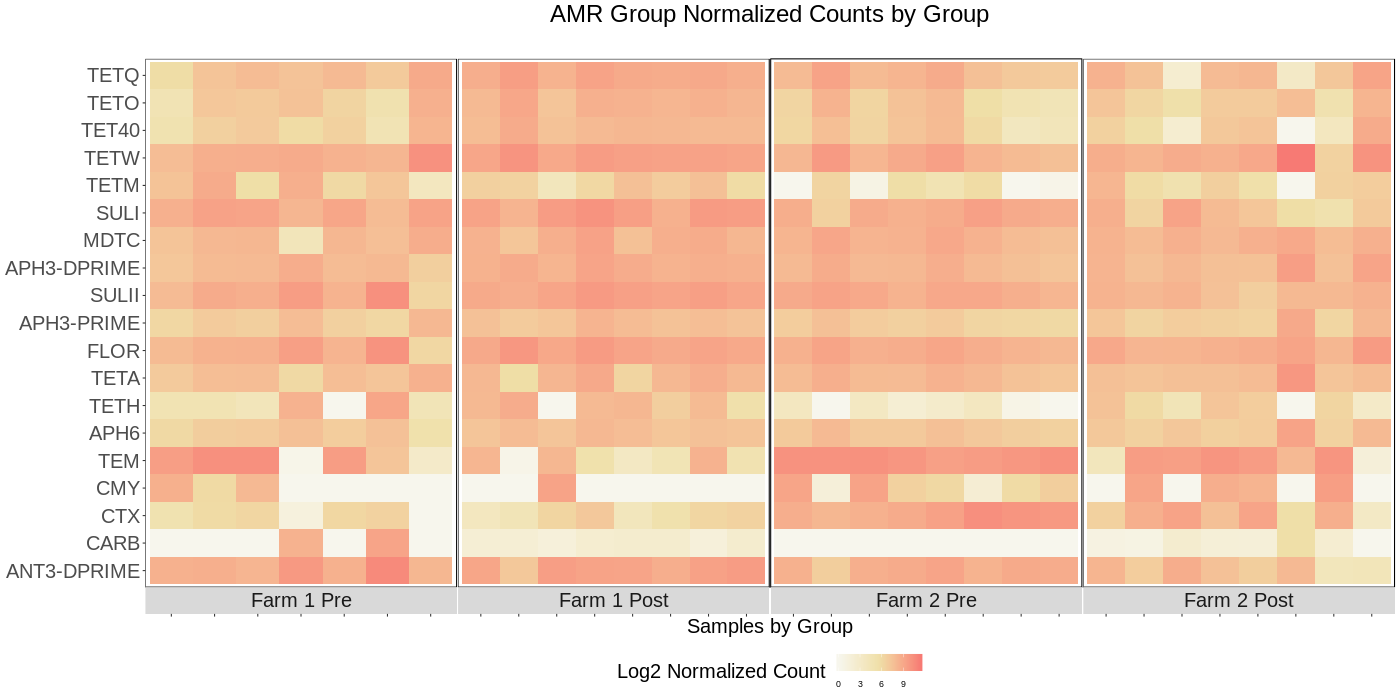 AMR Group Normalized Counts by Group
TETQ
TETO
TET40
TETW
TETM
SULI
MDTC
APH3-DPRIME
SULII
APH3-PRIME
FLOR
TETA
TETH
APH6
TEM
CMY
CTX
CARB
ANT3-DPRIME
Farm 1 Pre Farm 1 Post Farm 2 Pre Farm 2 Post
Samples by Group
Log2 Normalized Count
0 3 6 9